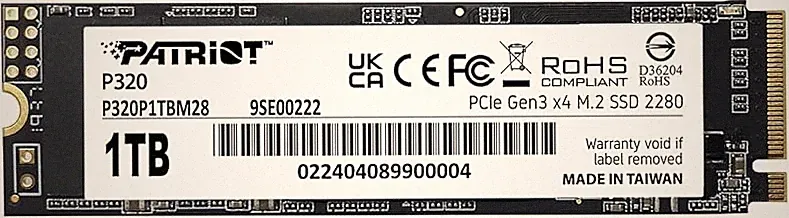 PATRIOT™
P320
P320P1TBM28 9SE00222
1TB
022404089900004
UK
CA
CE FC
RoHS
COMPLIANT
D36204
RoHS
PCIe Gen3 x4 M.2 SSD 2280
Warranty void if
label removed
MADE IN TAIWAN